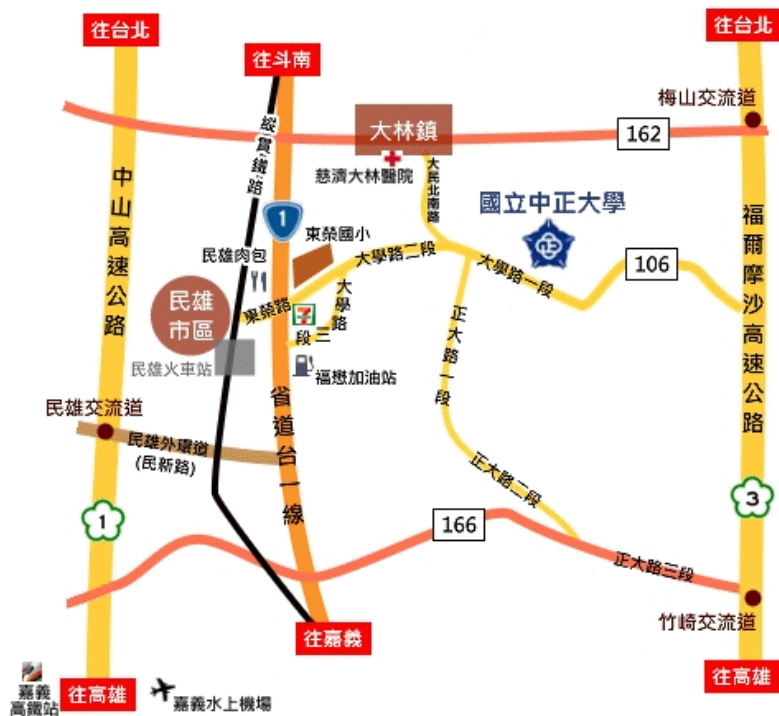 往台北
往台北
往斗南
梅山交流道
162
大林鎮
慈濟大林醫院
縱貫鐵路
大民北南路
國立中正大學
中山高速公路
1
東榮國小
民雄肉包
大學路二段
大學路一段
106
福爾摩沙高速公路
民雄
市區
東榮路
7
大學路
三段
正大路一段
民雄火車站
福懋加油站
省道台一線
民雄交流道
民雄外環道
(民新路)
正大路二段
3
1
166
正大路三段
竹崎交流道
往嘉義
往高雄
往高雄
嘉義
高鐵站
嘉義水上機場